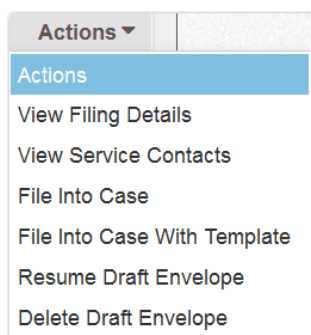 Actions
Actions
View Filing Details
View Service Contacts
File Into Case
File Into Case With Template
Resume Draft Envelope
Delete Draft Envelope